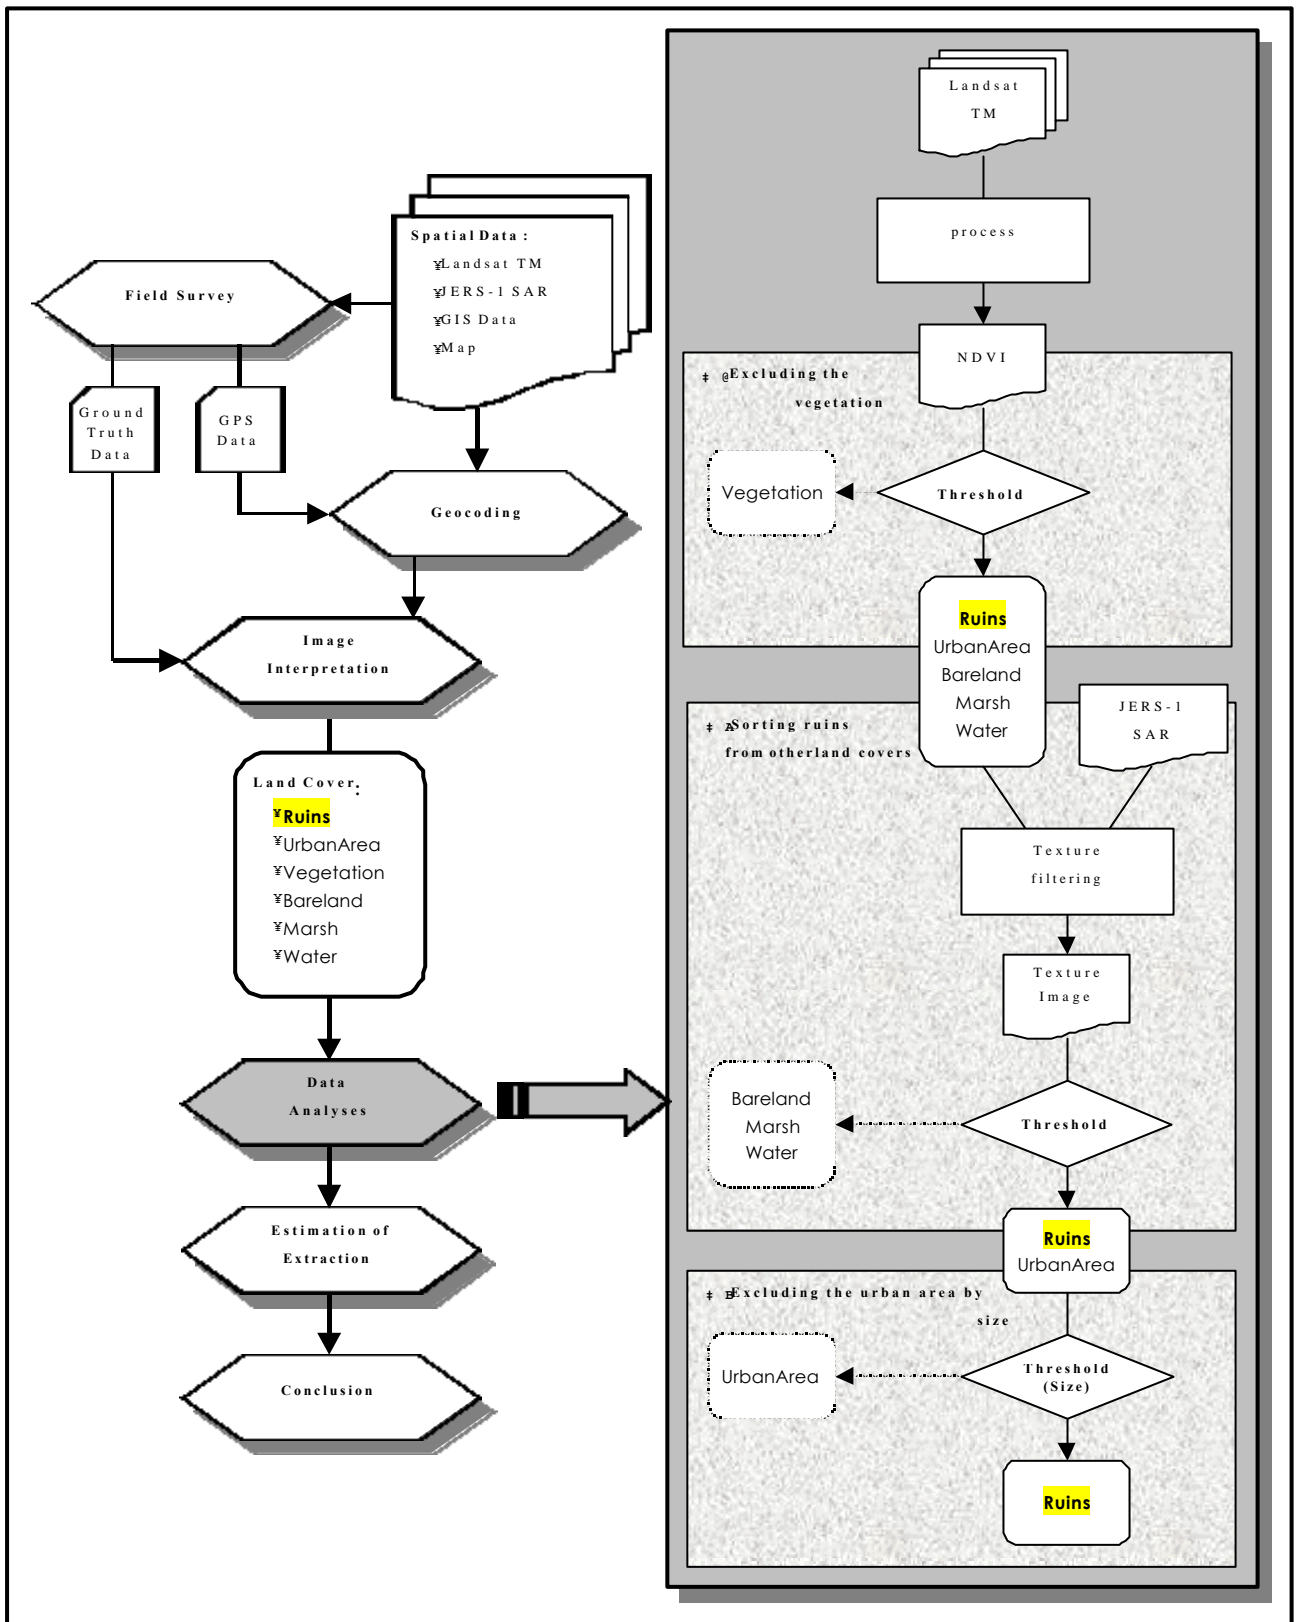 Spatial Data :
¥Landsat TM
¥JERS-1 SAR
¥GIS Data
¥Map
Field Survey
Ground
Truth
Data
GPS
Data
Geocoding
Image
Interpretation
Land Cover:
¥Ruins
¥UrbanArea
¥Vegetation
¥Bareland
¥Marsh
¥Water
Data
Analyses
Estimation of
Extraction
Conclusion
Landsat
TM
process
NDVI
‡ @Excluding the
vegetation
Vegetation
Threshold
Ruins
UrbanArea
Bareland
Marsh
Water
JERS-1
SAR
‡ ASorting ruins
from otherland covers
Texture
filtering
Texture
Image
Bareland
Marsh
Water
Threshold
Ruins
UrbanArea
‡ BExcluding the urban area by
size
UrbanArea
Threshold
(Size)
Ruins